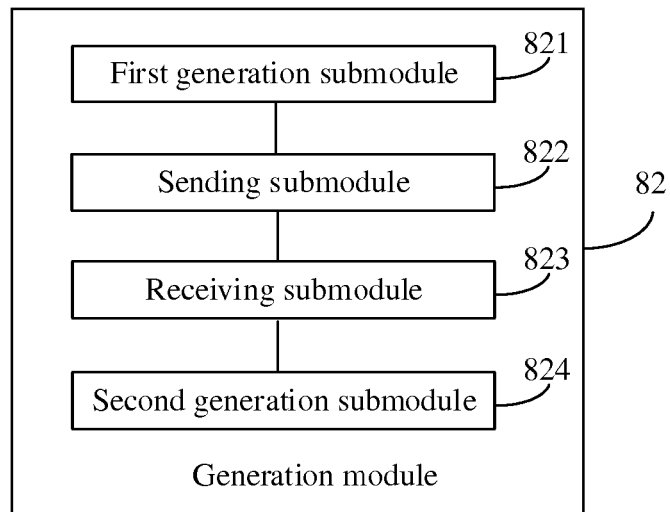 821
First generation submodule
822
Sending submodule
82
823
Receiving submodule
824
Second generation submodule
Generation module